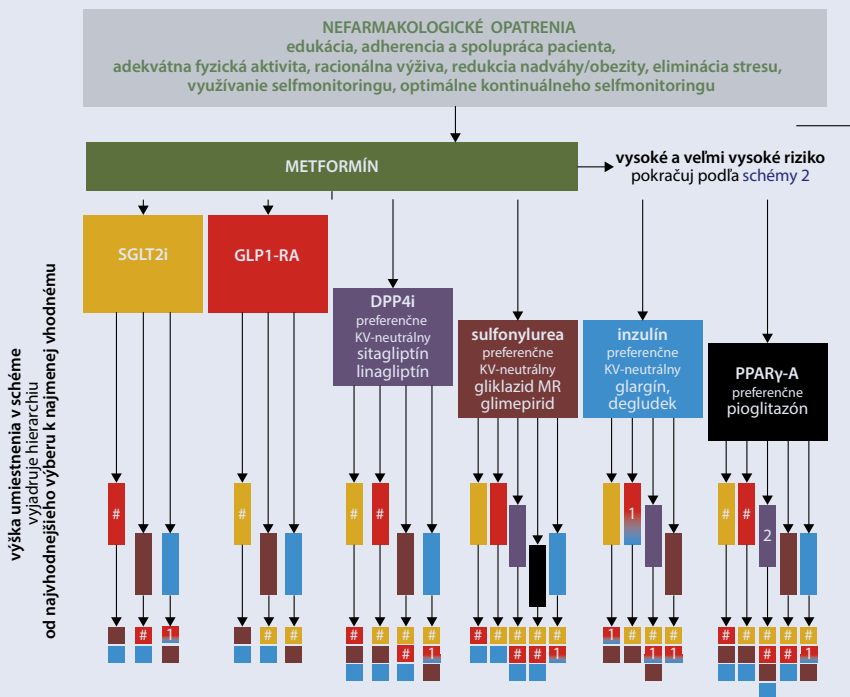 NEFARMAKOLOGICKÉ OPATRENIA
edukácia, adherencia a spolupráca pacienta,
adekvátna fyzická aktivita, racionálna výživa, redukcia nadváhy/obezity, eliminácia stresu,
využívanie selfmonitoringu, optimálne kontinuálneho selfmonitoringu
METFORMÍN
vysoké a veľmi vysoké riziko
pokračuj podľa schémy 2
výška umiestnenia v schéme
vyjadruje hierarchiu
od najvhodnejšieho výberu k najmenej vhodnému
SGLT2i
GLP1-RA
DPP4i
preferenčne
KV-neutrálny
sitagliptín
linagliptín
sulfonylurea
preferenčne
KV-neutrálny
gliklazid MR
glimepirid
inzulín
preferenčne
KV-neutrálny
glargín,
degludek
PPARγ-A
preferenčne
pioglitazón
# # # # 1 # #
2
# 1 # # # # # # # # # 1 # # # # # # #
# 1 # # 1 1 1 # # 1